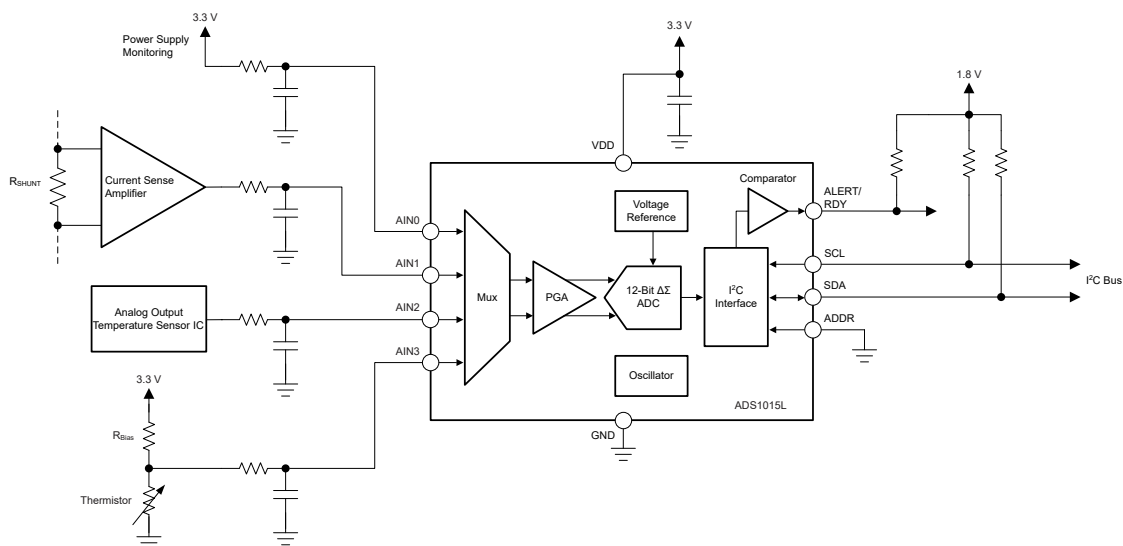 3.3 V
Power Supply
Monitoring
3.3 V
1.8 V
VDD
RSHUNT
Current Sense
Amplifier
Comparator
ALERT/
RDY
Voltage
Reference
AIN0
AIN1
SCL
Mux
PGA
12-Bit ΔΣ
ADC
I²C
Interface
I²C Bus
SDA
Analog Output
Temperature Sensor IC
AIN2
ADDR
AIN3
Oscillator
3.3 V
ADS1015L
RBias
GND
Thermistor